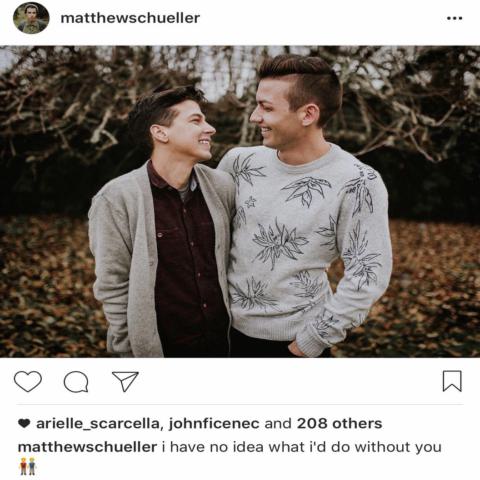 matthewschueller
arielle_scarcella, johnficenec and 208 others
matthewschueller i have no idea what i'd do without you
👬